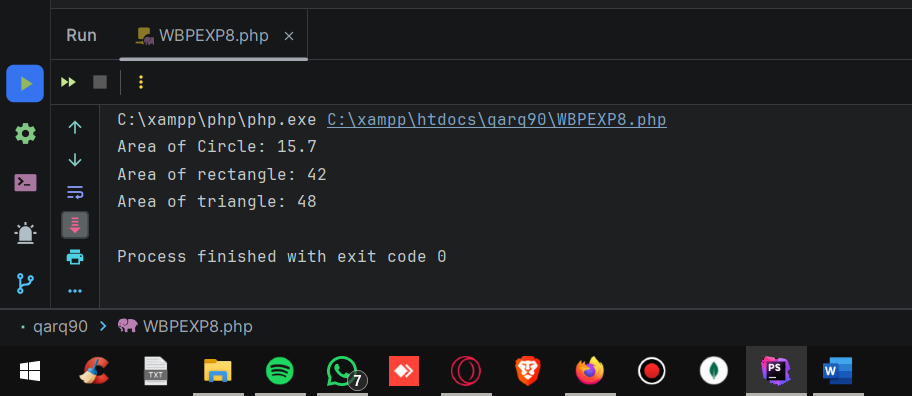 Run WBPEXP8.php ×
C:\xampp\php\php.exe C:\xampp\htdocs\qarq90\WBPEXP8.php
Area of Circle: 15.7
Area of rectangle: 42
Area of triangle: 48
Process finished with exit code 0
qarq90 > WBPEXP8.php
TXT 7 PS W